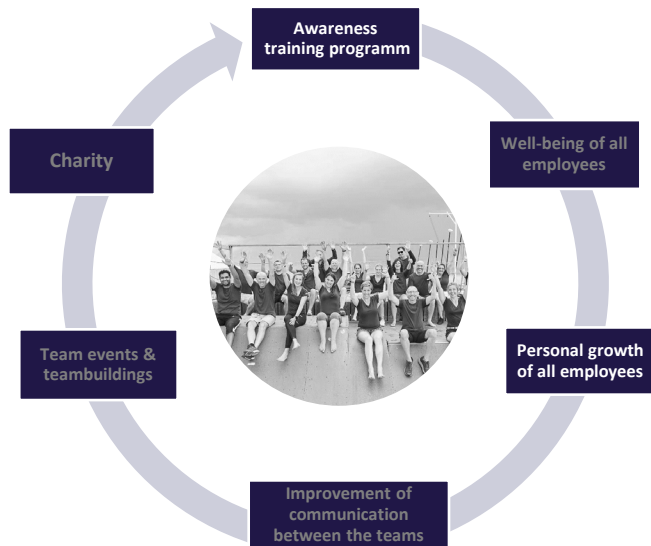 Awareness
training programm
Well-being of all
employees
Personal growth
of all employees
Improvement of
communication
between the teams
Team events &
teambuildings
Charity